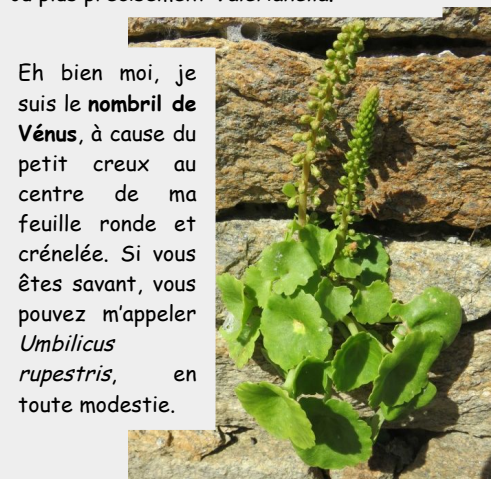 Eh bien moi, je
suis le nombril de
Vénus, à cause du
petit creux au
centre de ma
feuille ronde et
crénelée. Si vous
êtes savant, vous
pouvez m'appeler
Umbilicus
rupestris, en
toute modestie.